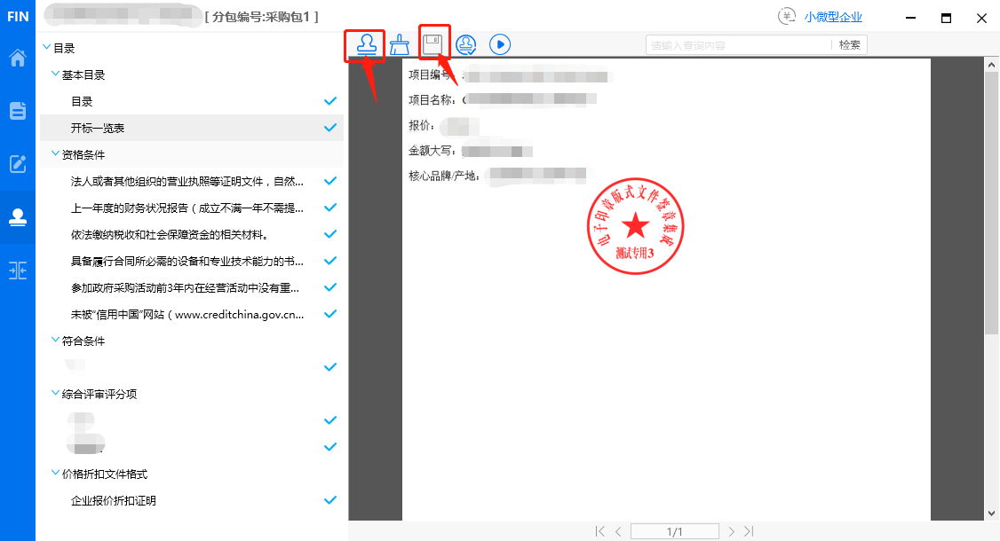 FIN
[ 分包编号:采购包1 ]
小微型企业
请输入查询内容
检索
目录
基本目录
目录
开标一览表
资格条件
法人或者其他组织的营业执照等证明文件，自然...
上一年度的财务状况报告（成立不满一年不需提...
依法缴纳税收和社会保障资金的相关材料。
具备履行合同所必需的设备和专业技术能力的书...
参加政府采购活动前3年内在经营活动中没有重...
未被“信用中国”网站（www.creditchina.gov.cn...
符合条件
综合评审评分项
价格折扣文件格式
企业报价折扣证明
项目编号：
项目名称：
报价：
金额大写：
核心品牌/产地：
电子印章版式文件签章集成
测试专用3
1/1